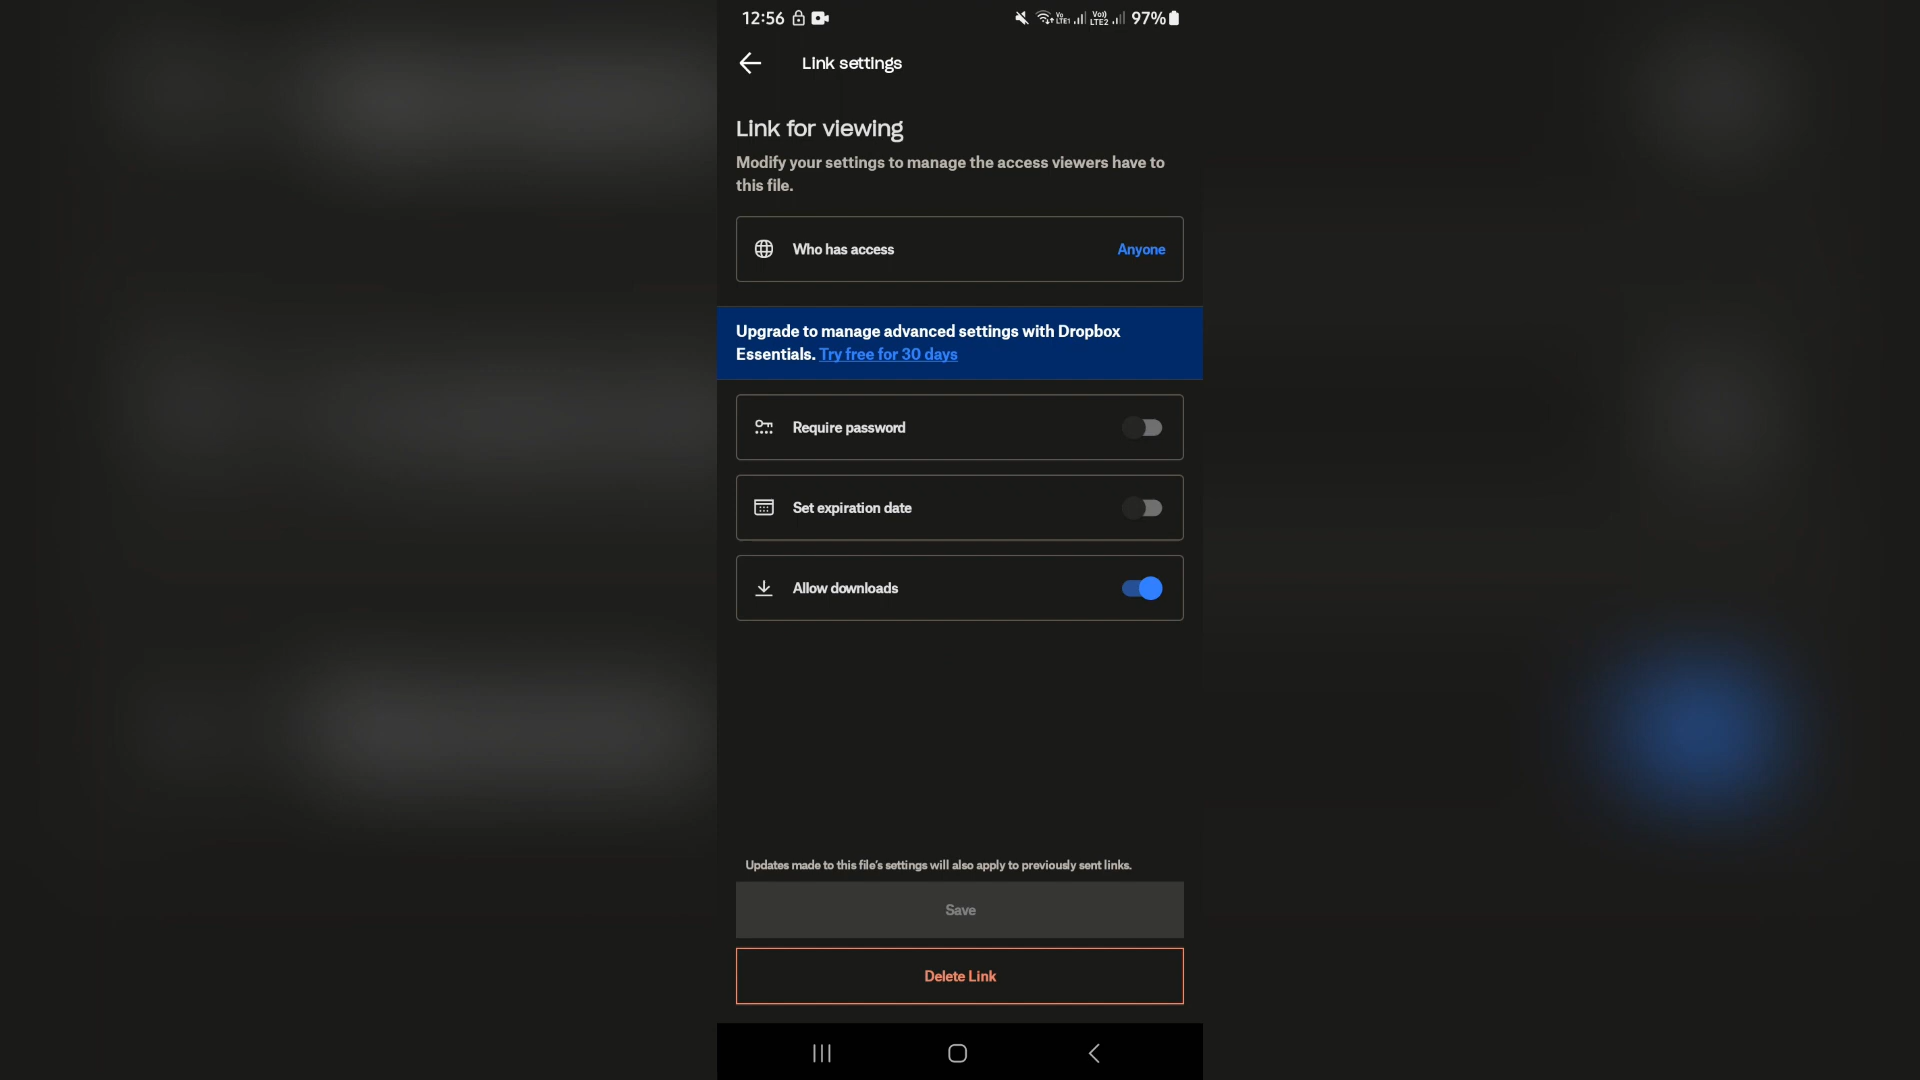 12:56 97%
Link settings
Link for viewing
Modify your settings to manage the access viewers have to
this file.
Who has access Anyone
Upgrade to manage advanced settings with Dropbox
Essentials. Try free for 30 days
Require password
Set expiration date
Allow downloads
Updates made to this file's settings will also apply to previously sent links.
Save
Delete Link